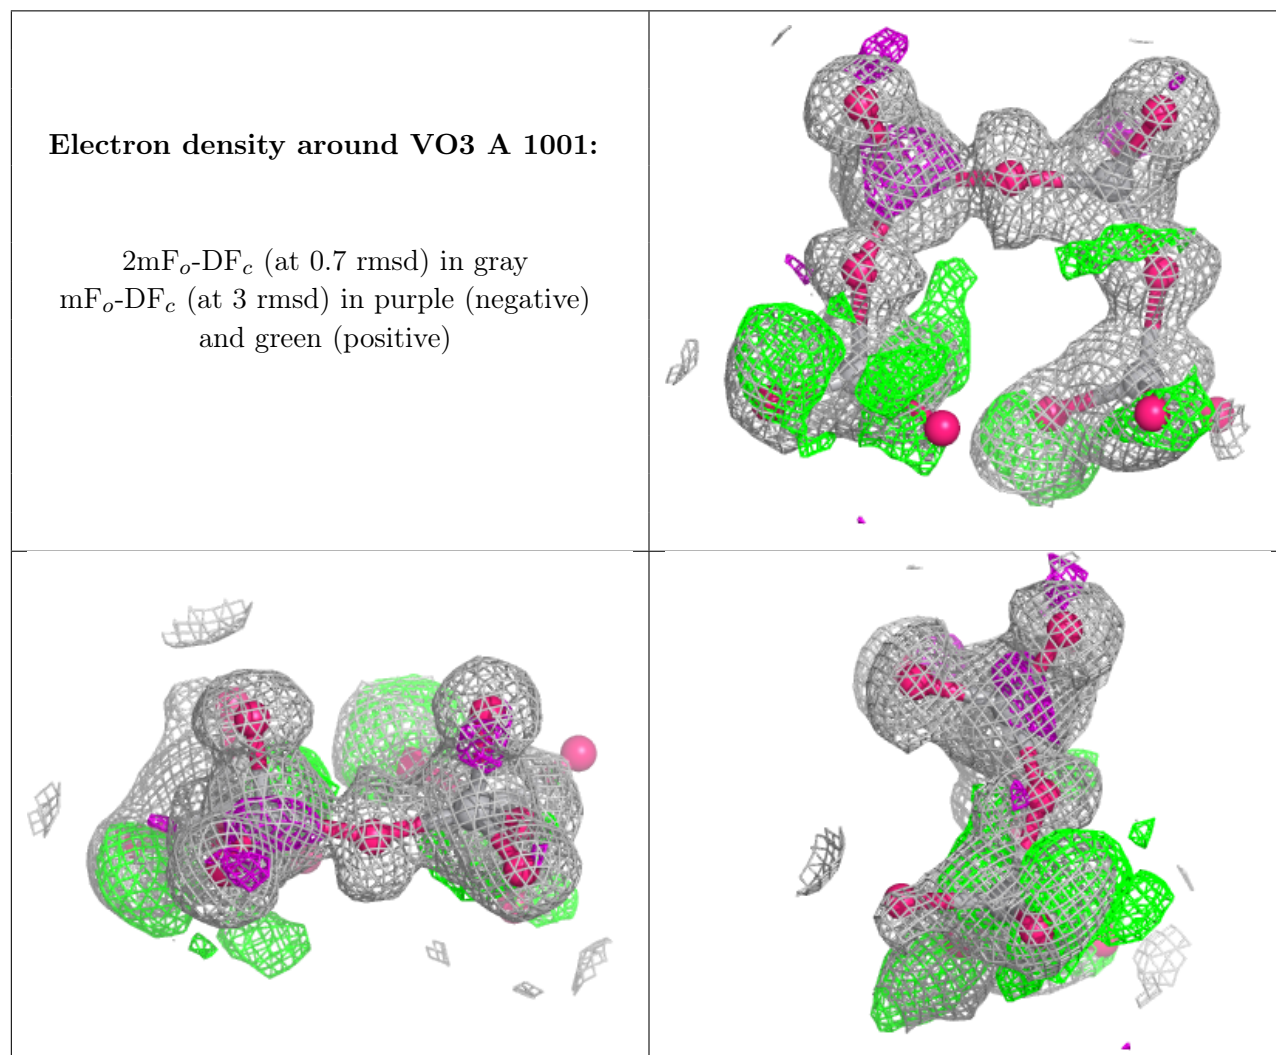 Electron density around VO3 A 1001:
2mFo-DFc (at 0.7 rmsd) in gray
mFo-DFc (at 3 rmsd) in purple (negative)
and green (positive)